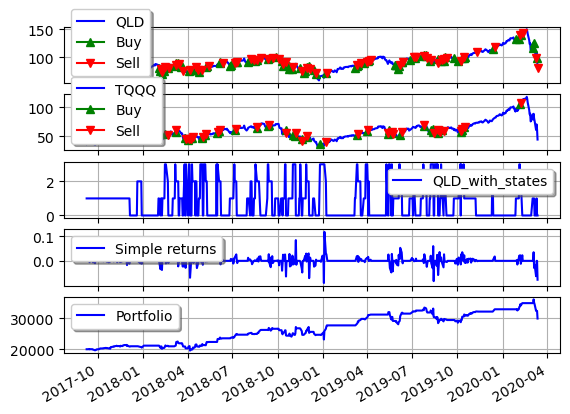 QLD
Buy
Sell
150
100
TQQQ
Buy
Sell
100
50
QLD_with_states
2
0
Simple returns
0.1
0.0
Portfolio
30000
20000
2017-10
2018-01
2018-04
2018-07
2018-10
2019-01
2019-04
2019-07
2019-10
2020-01
2020-04